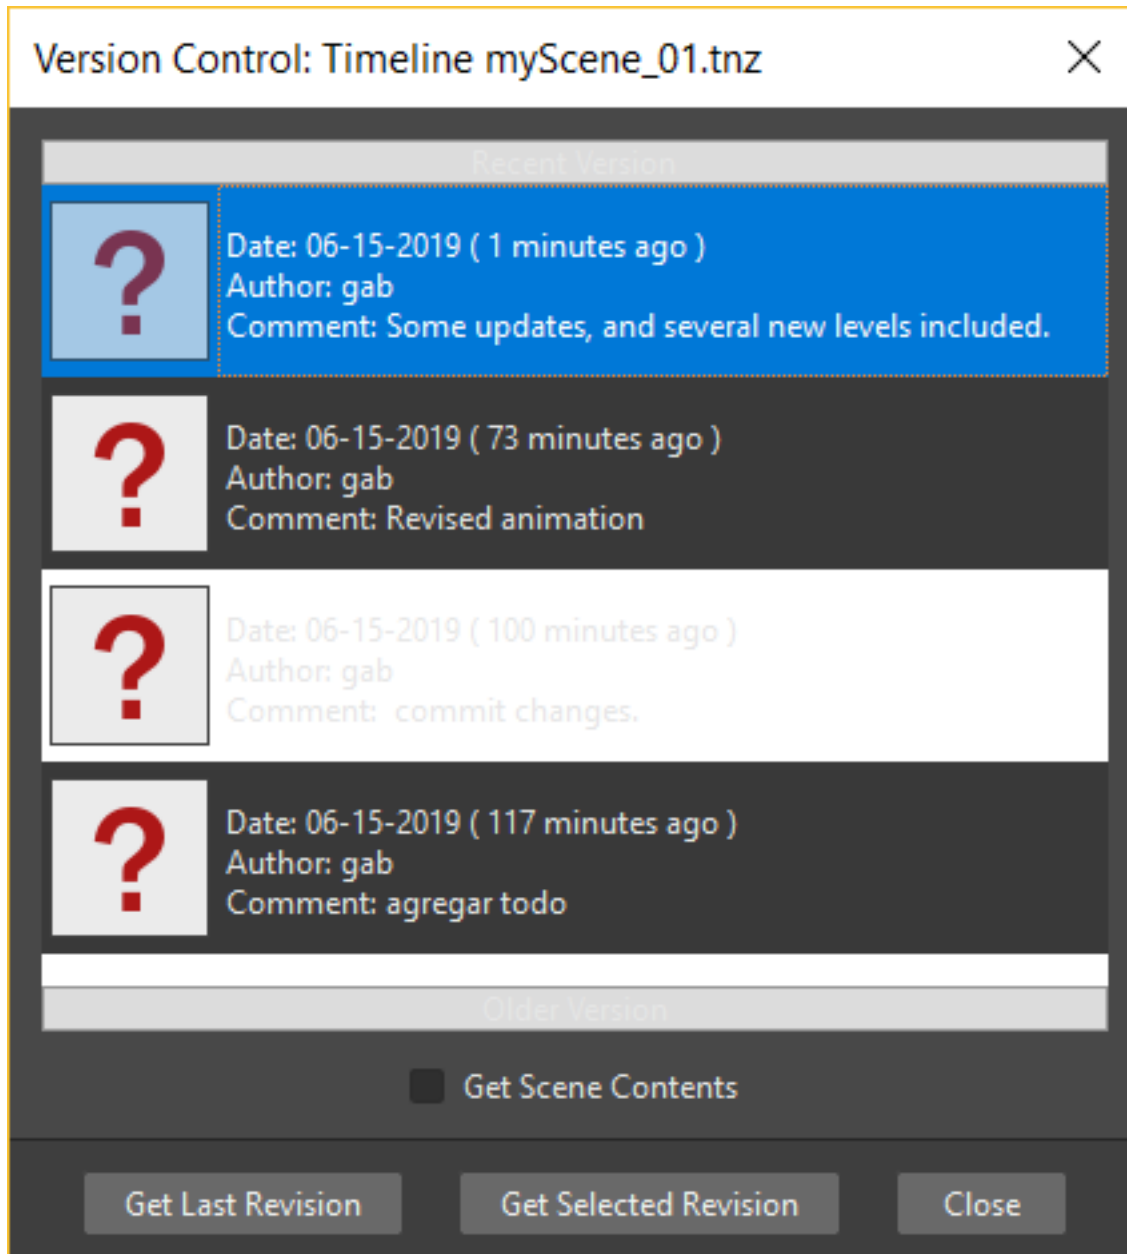 Version Control: Timeline myScene_01.tnz
Recent Version
?
Date: 06-15-2019 ( 1 minutes ago )
Author: gab
Comment: Some updates, and several new levels included.
?
Date: 06-15-2019 ( 73 minutes ago )
Author: gab
Comment: Revised animation
?
Date: 06-15-2019 ( 100 minutes ago )
Author: gab
Comment:  commit changes.
?
Date: 06-15-2019 ( 117 minutes ago )
Author: gab
Comment: agregar todo
Older Version
Get Scene Contents
Get Last Revision
Get Selected Revision
Close